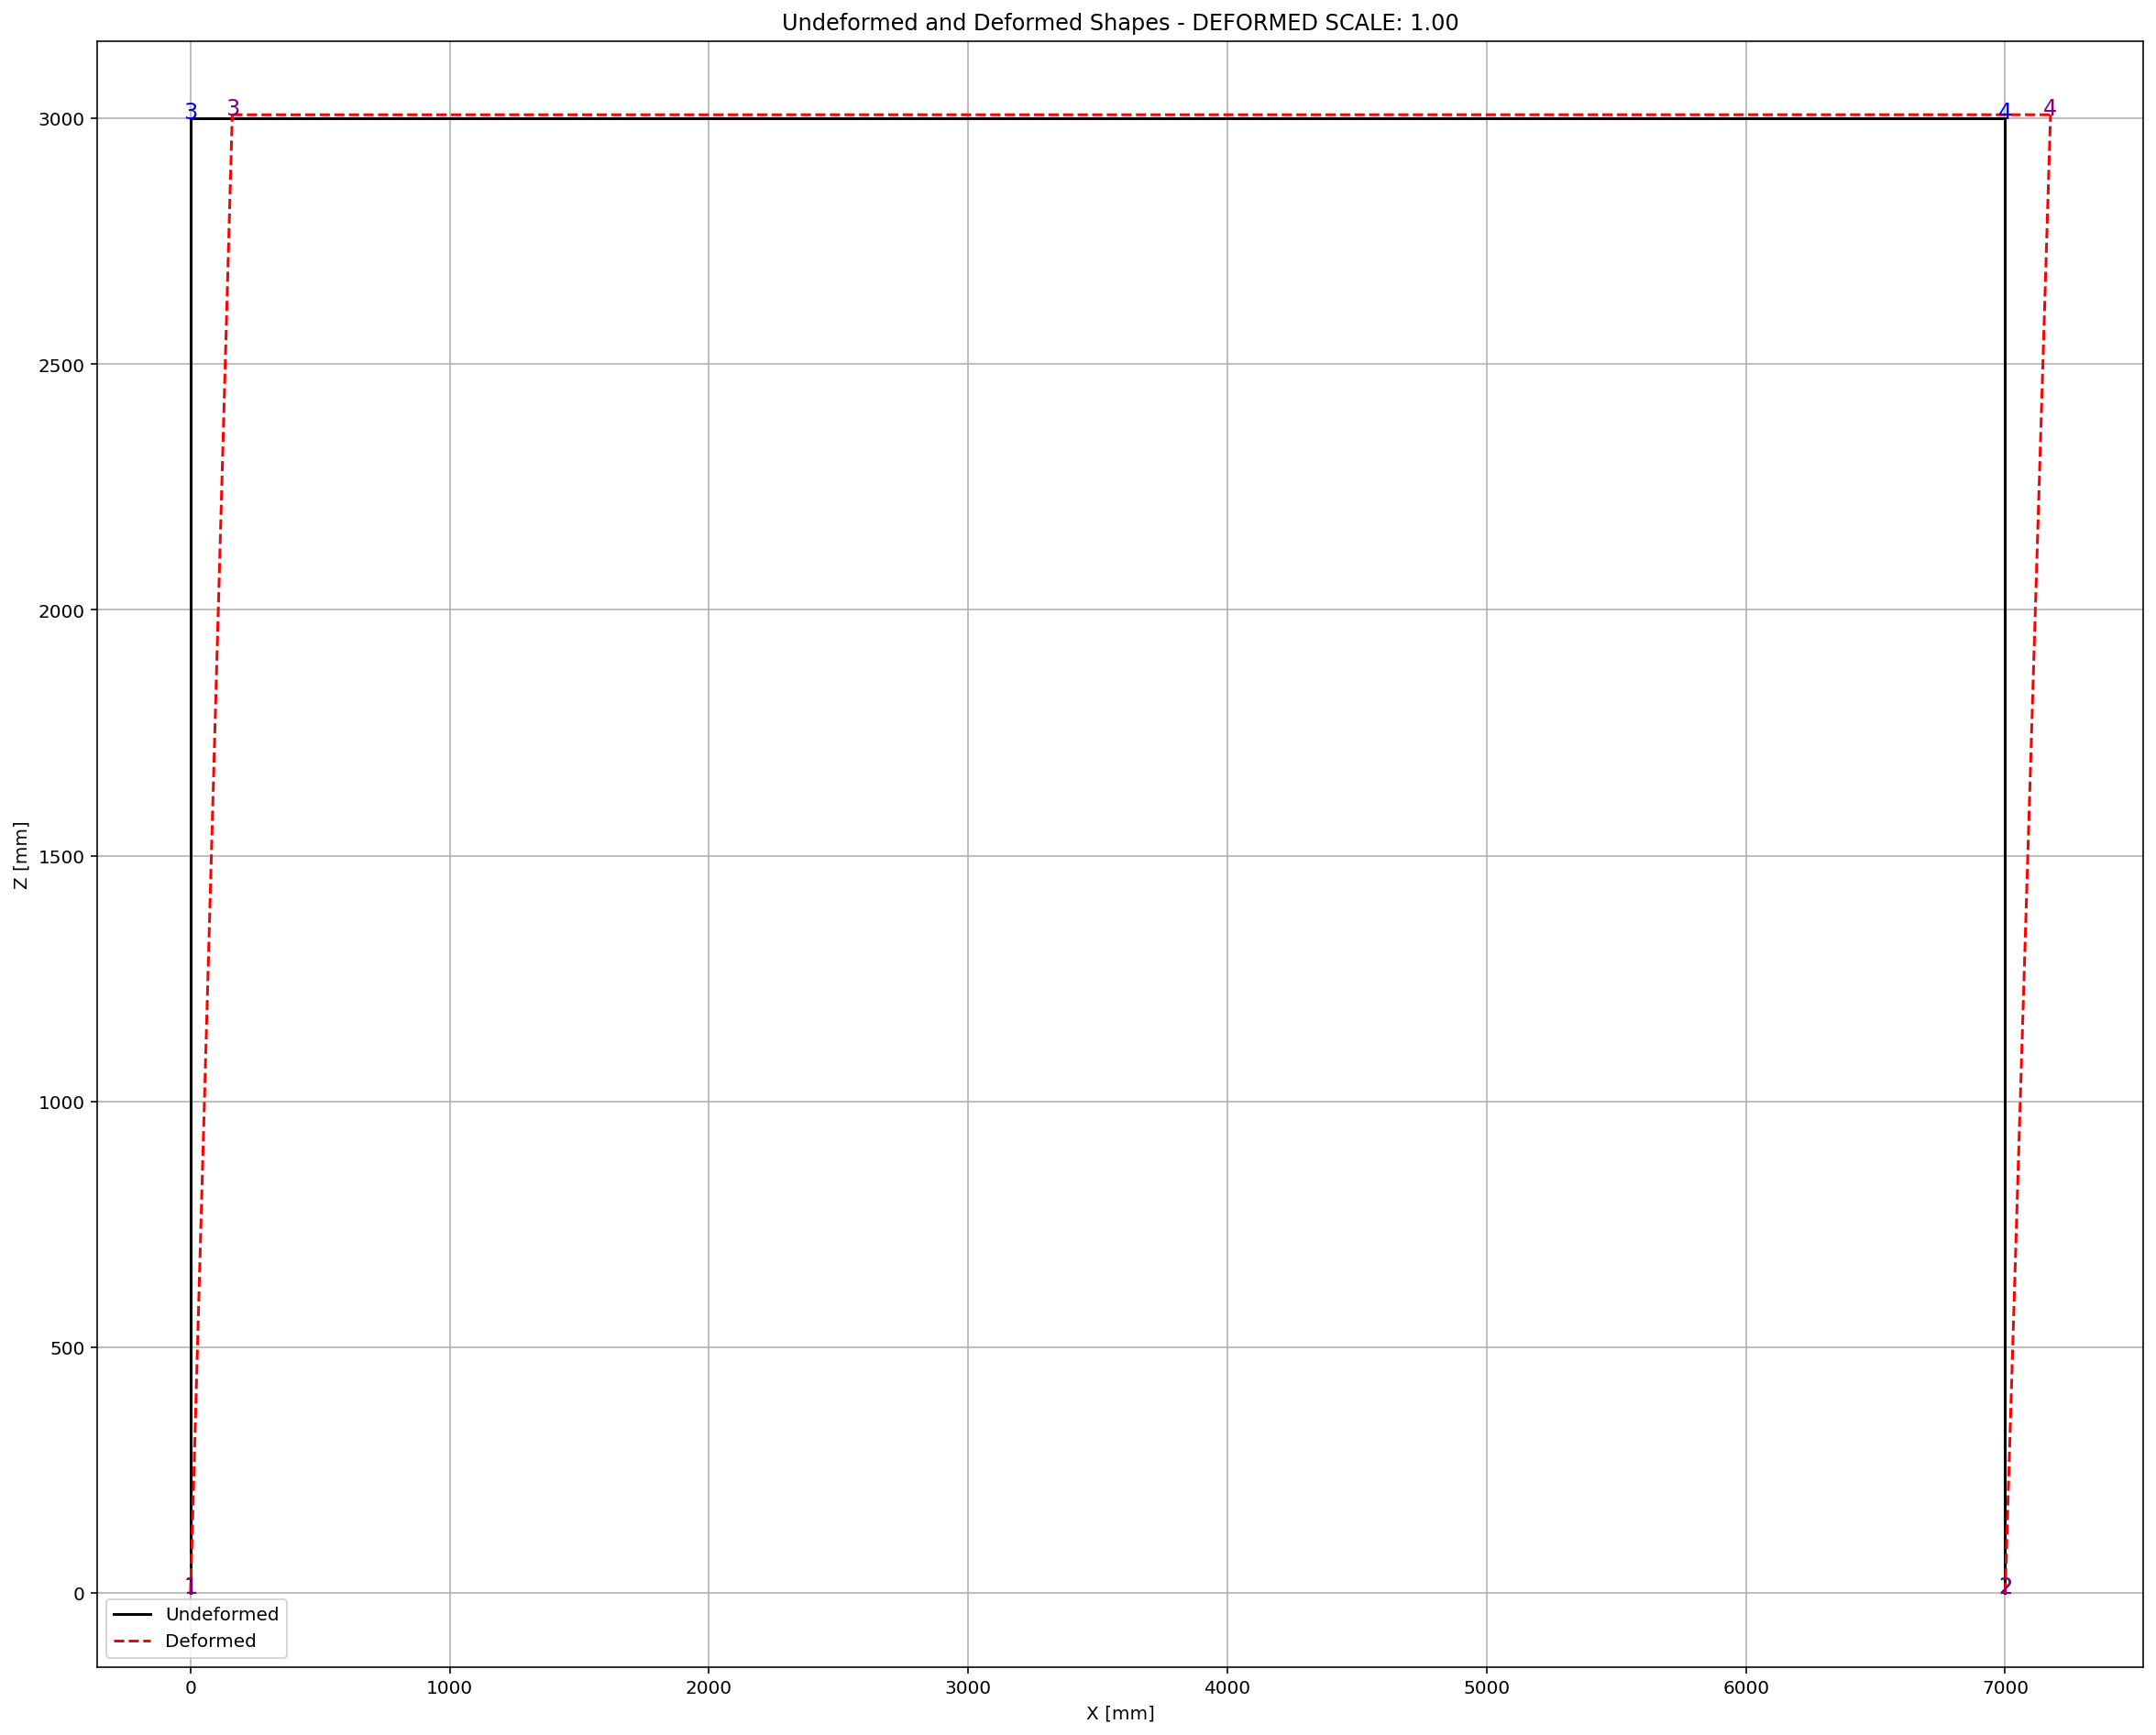 Undeformed and Deformed Shapes - DEFORMED SCALE: 1.00
3 3 4 4
3000
2500
2000
1500
1000
500
0
Z [mm]
1 2
Undeformed
Deformed
0 1000 2000 3000 4000 5000 6000 7000
X [mm]